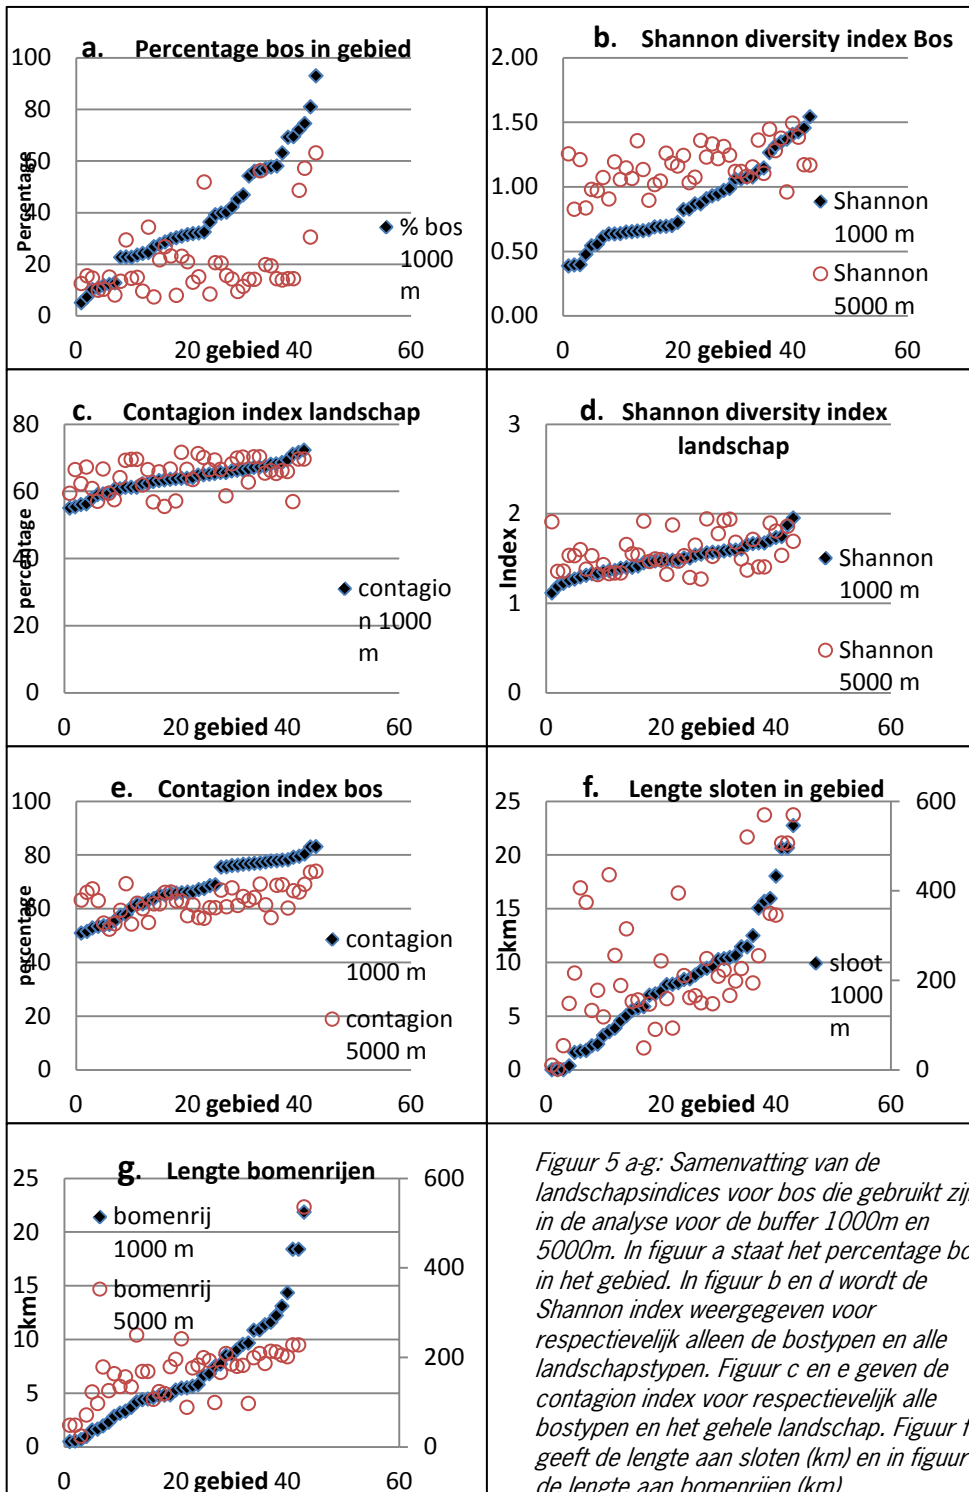 a. Percentage bos in gebied
100
80
60
40
20
0
Percentage
% bos
1000
m
0 20 gebied 40 60
b. Shannon diversity index Bos
2.00
1.50
1.00
0.50
0.00
Shannon
1000 m
Shannon
5000 m
0 20 gebied 40 60
c. Contagion index landschap
80
60
40
20
0
percentage
contagio
n 1000
m
0 20 gebied 40 60
d. Shannon diversity index
landschap
3
2
1
0
Index
Shannon
1000 m
Shannon
5000 m
0 20 gebied 40 60
e. Contagion index bos
100
80
60
40
20
0
percentage
contagion
1000 m
contagion
5000 m
0 20 gebied 40 60
f. Lengte sloten in gebied
25
20
15
10
5
0
km
600
400
200
0
sloot
1000
m
0 20 gebied 40 60
g. Lengte bomenrijen
25
20
15
10
5
0
km
600
400
200
0
bomenrij
1000 m
bomenrij
5000 m
0 20 gebied 40 60
Figuur 5 a-g: Samenvatting van de
landschapsindices voor bos die gebruikt zij
in de analyse voor de buffer 1000m en
5000m. In figuur a staat het percentage bo
in het gebied. In figuur b en d wordt de
Shannon index weergegeven voor
respectievelijk alleen de bostypen en alle
landschapstypen. Figuur c en e geven de
contagion index voor respectievelijk alle
bostypen en het gehele landschap. Figuur f
geeft de lengte aan sloten (km) en in figuur
de lengte aan bomenrijen (km)